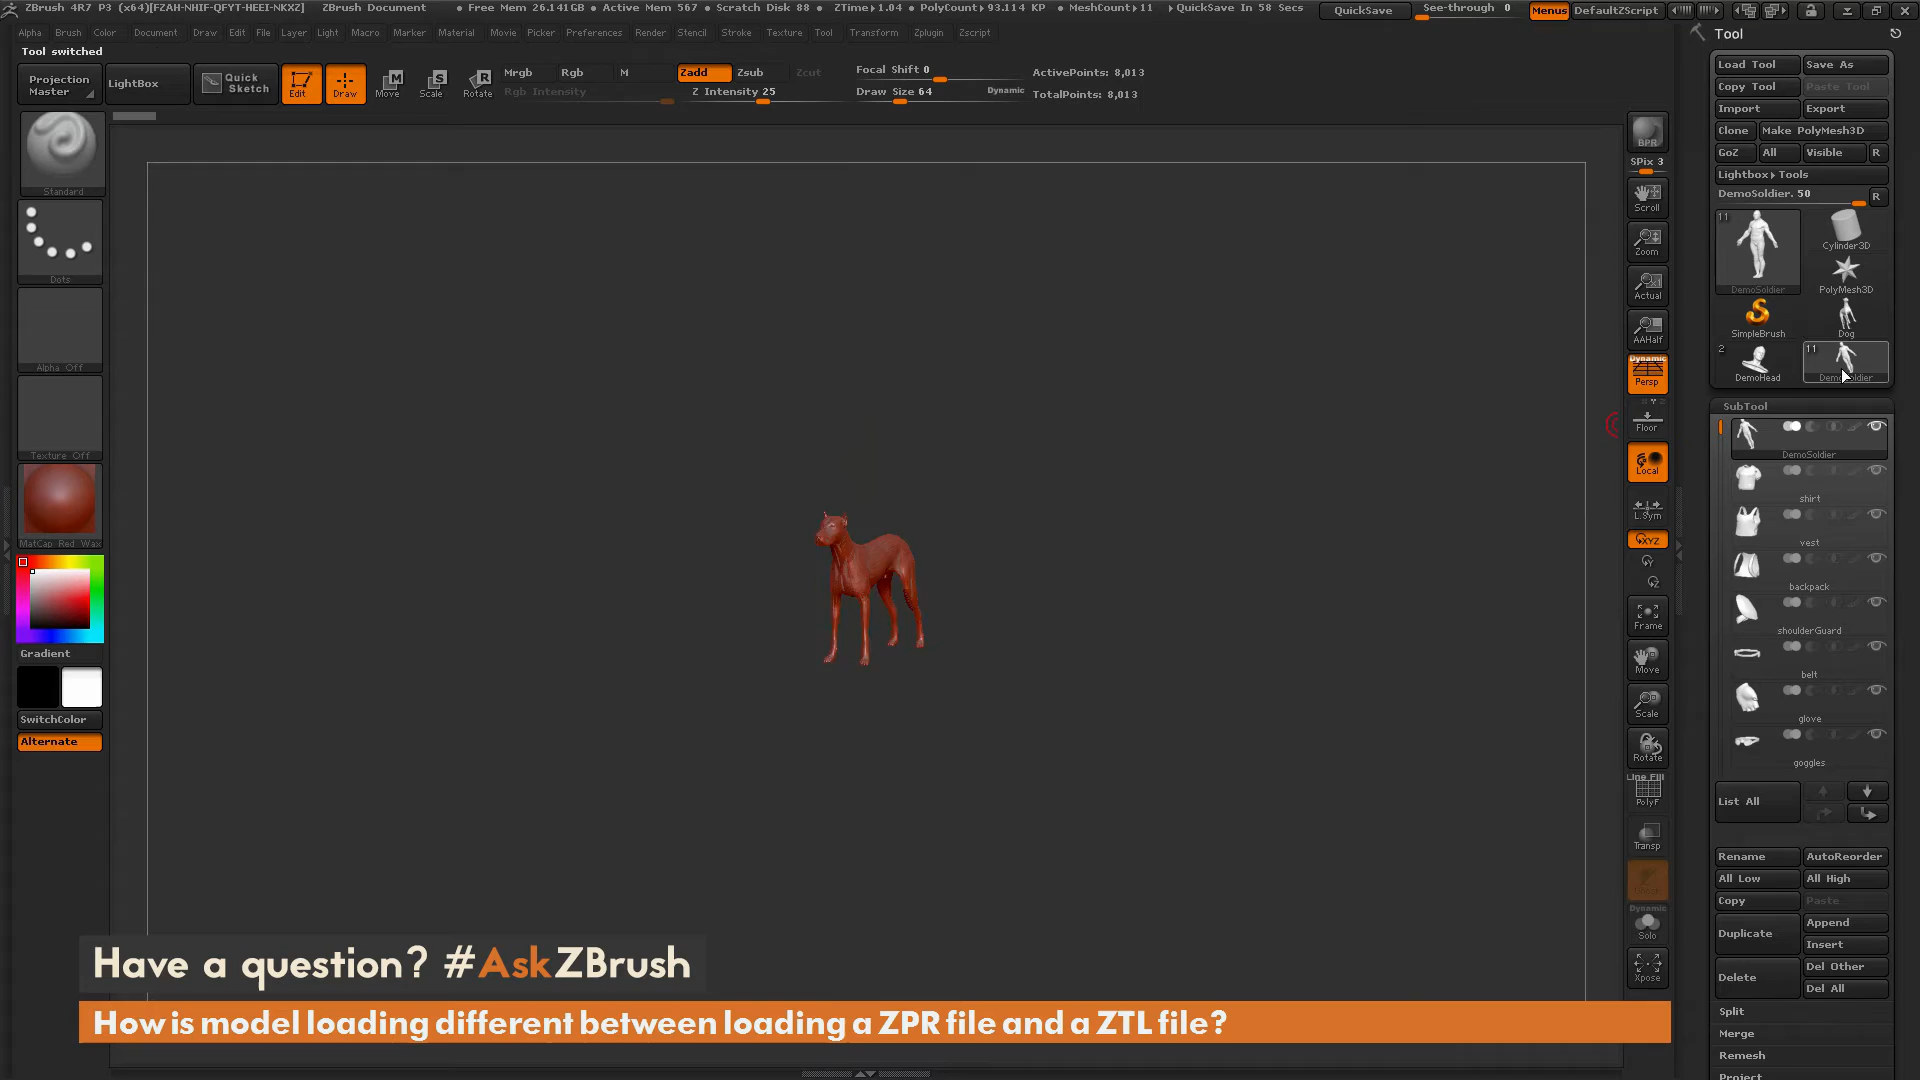 ZBrush 4R7 P3 (x64)[FZAH-NHIF-QFYT-HEEI-NKXZ] ZBrush Document • Free Mem 26.141GB • Active Mem 567 • Scratch Disk 88 • ZTime▸1.04 • PolyCount▸93.114 KP • MeshCount▸11 ▸QuickSave In 58 Secs QuickSave See-through 0 Menus DefaultZScript
Alpha Brush Color Document Draw Edit File Layer Light Macro Marker Material Movie Picker Preferences Render Stencil Stroke Texture Tool Transform Zplugin Zscript
Tool switched
Projection Master
LightBox
Quick Sketch
Edit
Draw
Move
Scale
Rotate
Mrgb Rgb M
Rgb Intensity
Zadd Zsub Zcut
Z Intensity 25
Focal Shift 0
Draw Size 64 Dynamic
ActivePoints: 8,013
TotalPoints: 8,013
Standard
Dots
Alpha Off
Texture Off
MatCap Red Wax
Gradient
SwitchColor
Alternate
BPR
SPix 3
Scroll
Zoom
Actual
AAHalf
Dynamic
Persp
Floor
Local
L.Sym
XYZ
Y
Z
Frame
Move
Scale
Rotate
Line Fill
PolyF
Transp
Dynamic
Solo
Xpose
Tool
Load Tool Save As
Copy Tool Paste Tool
Import Export
Clone Make PolyMesh3D
GoZ All Visible R
Lightbox▸Tools
DemoSoldier. 50 R
11
DemoSoldier
Cylinder3D
PolyMesh3D
SimpleBrush
Dog
2
DemoHead
11
DemoSoldier
SubTool
DemoSoldier
shirt
vest
backpack
shoulderGuard
belt
glove
goggles
List All
Rename AutoReorder
All Low All High
Copy Paste
Duplicate
Append
Insert
Delete
Del Other
Del All
Split
Merge
Remesh
Project
Have a question? #AskZBrush
How is model loading different between loading a ZPR file and a ZTL file?